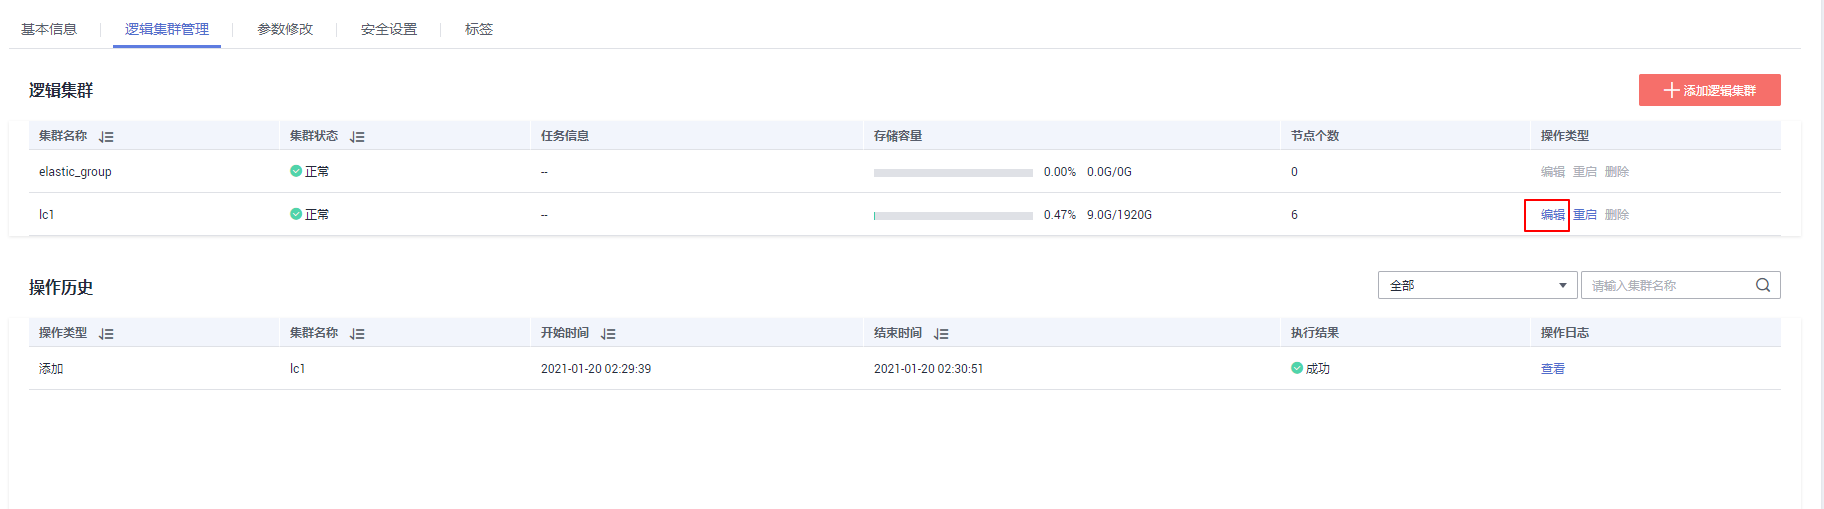 基本信息 逻辑集群管理 参数修改 安全设置 标签
逻辑集群 添加逻辑集群
集群名称 集群状态 任务信息 存储容量 节点个数 操作类型
elastic_group 正常 -- 0.00% 0.0G/0G 0 编辑 重启 删除
lc1 正常 -- 0.47% 9.0G/1920G 6 编辑 重启 删除
操作历史 全部 请输入集群名称
操作类型 集群名称 开始时间 结束时间 执行结果 操作日志
添加 lc1 2021-01-20 02:29:39 2021-01-20 02:30:51 成功 查看